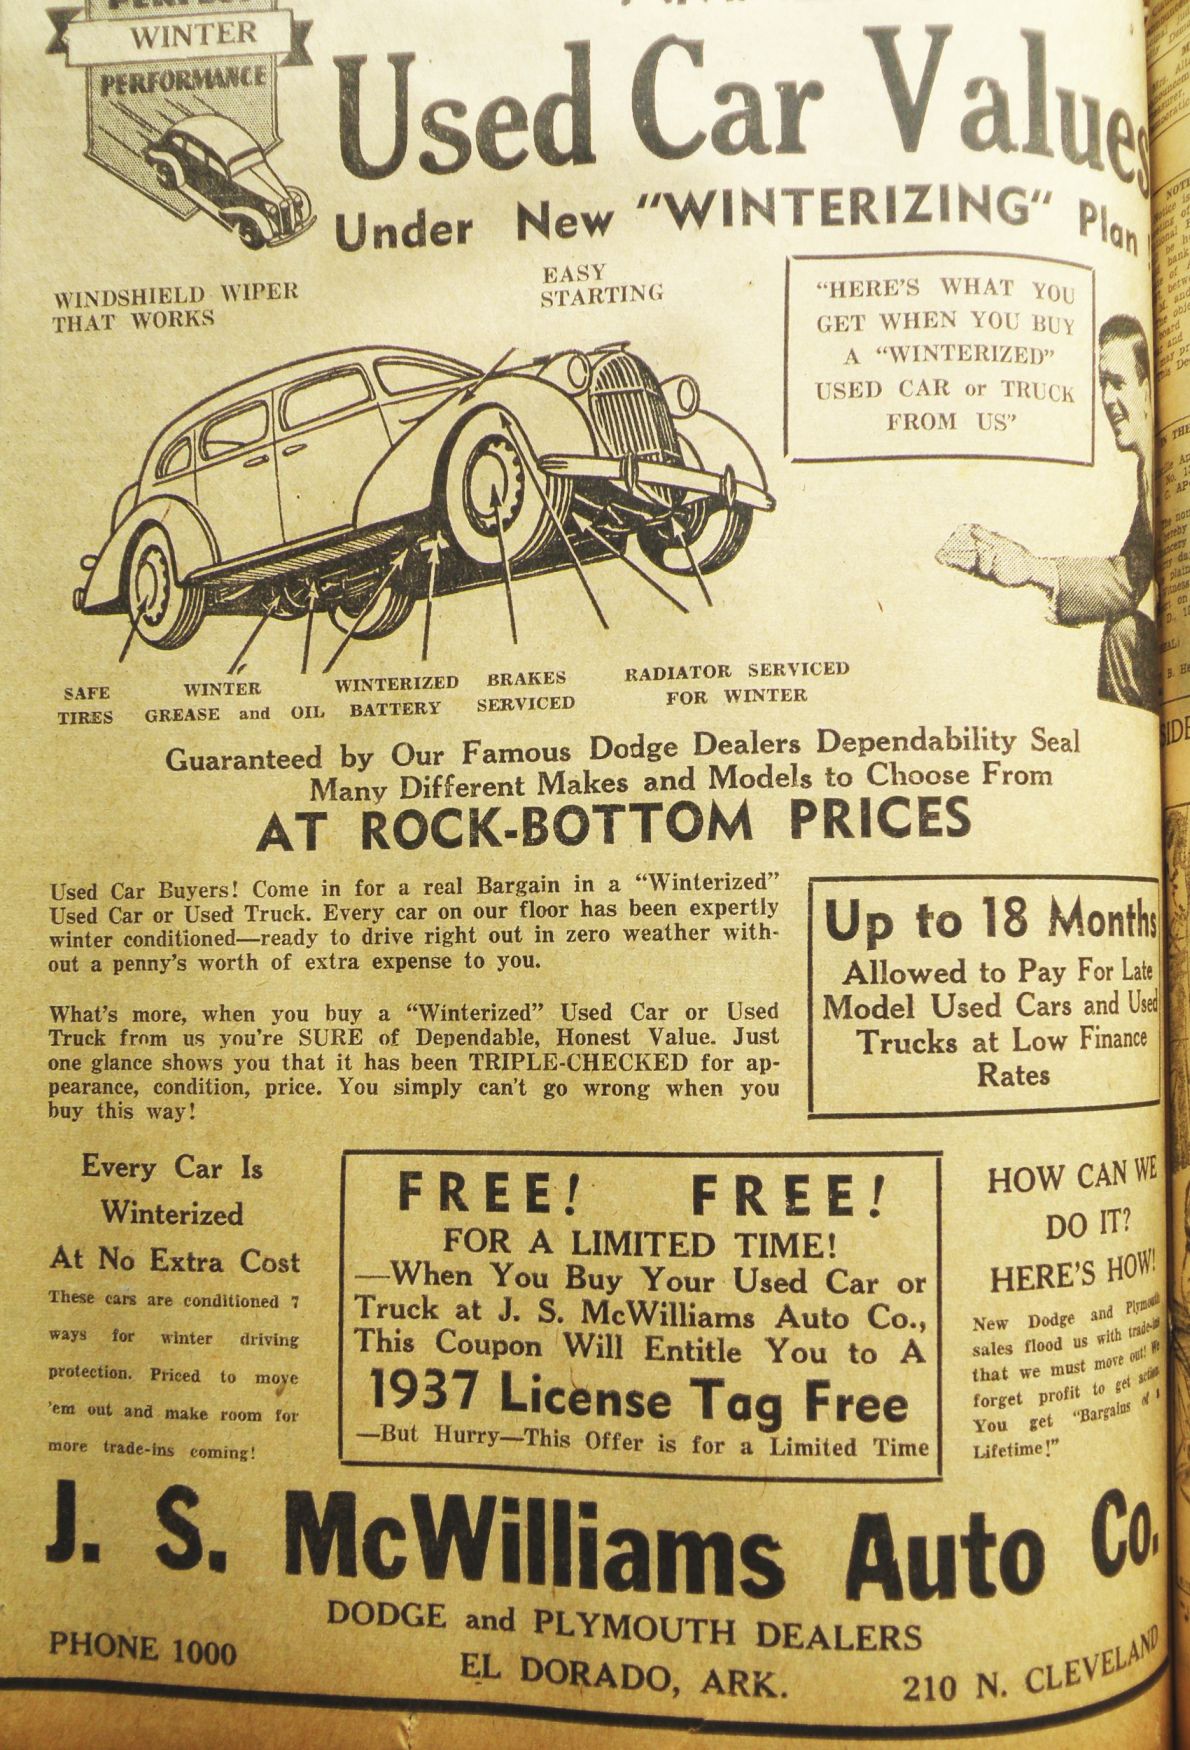 PERFECT
WINTER
PERFORMANCE
Used Car Values
Under New "WINTERIZING" Plan!
WINDSHIELD WIPER
THAT WORKS
EASY
STARTING
"HERE'S WHAT YOU
GET WHEN YOU BUY
A "WINTERIZED"
USED CAR or TRUCK
FROM US"
SAFE
TIRES
WINTER
GREASE and OIL
WINTERIZED
BATTERY
BRAKES
SERVICED
RADIATOR SERVICED
FOR WINTER
Guaranteed by Our Famous Dodge Dealers Dependability Seal
Many Different Makes and Models to Choose From
AT ROCK-BOTTOM PRICES
Used Car Buyers! Come in for a real Bargain in a "Winterized"
Used Car or Used Truck. Every car on our floor has been expertly
winter conditioned—ready to drive right out in zero weather with-
out a penny's worth of extra expense to you.
What's more, when you buy a "Winterized" Used Car or Used
Truck from us you're SURE of Dependable, Honest Value. Just
one glance shows you that it has been TRIPLE-CHECKED for ap-
pearance, condition, price. You simply can't go wrong when you
buy this way!
Up to 18 Months
Allowed to Pay For Late
Model Used Cars and Used
Trucks at Low Finance
Rates
Every Car Is
Winterized
At No Extra Cost
These cars are conditioned 7
ways for winter driving
protection. Priced to move
'em out and make room for
more trade-ins coming!
FREE! FREE!
FOR A LIMITED TIME!
—When You Buy Your Used Car or
Truck at J. S. McWilliams Auto Co.,
This Coupon Will Entitle You to A
1937 License Tag Free
—But Hurry—This Offer is for a Limited Time
HOW CAN WE
DO IT?
HERE'S HOW!
New Dodge and Plymouth
sales flood us with trade-ins
that we must move out! We
forget profit to get action.
You get "Bargains of a
Lifetime!"
J. S. McWilliams Auto Co.
DODGE and PLYMOUTH DEALERS
PHONE 1000
EL DORADO, ARK.
210 N. CLEVELAND